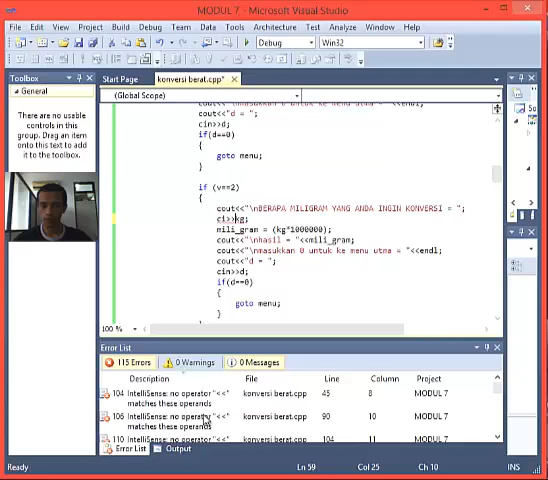 MODUL 7 - Microsoft Visual Studio
File Edit View Project Build Debug Team Data Tools Architecture Test Analyze Window Help
Debug Win32
Toolbox
General
There are no usable
controls in this
group. Drag an item
onto this text to add
it to the toolbox.
Start Page konversi berat.cpp*
(Global Scope)
cout<<"\nmasukkan 0 untuk ke menu utma = "<<endl;
cout<<"d = ";
cin>>d;
if(d==0)
{
goto menu;
}
if (v==2)
{
cout<<"\nBERAPA MILIGRAM YANG ANDA INGIN KONVERSI = ";
ci>>kg;
mili_gram = (kg*1000000);
cout<<"\nhasil = "<<mili_gram;
cout<<"\nmasukkan 0 untuk ke menu utma = "<<endl;
cout<<"d = ";
cin>>d;
if(d==0)
{
goto menu;
}
100 %
Error List
115 Errors 0 Warnings 0 Messages
Description File Line Column Project
104 IntelliSense: no operator "<<" konversi berat.cpp 45 8 MODUL 7
matches these operands
106 IntelliSense: no operator "<<" konversi berat.cpp 90 10 MODUL 7
matches these operands
110 IntelliSense: no operator "<<" konversi berat.cpp 104 11 MODUL 7
Error List Output
Ready Ln 59 Col 25 Ch 10